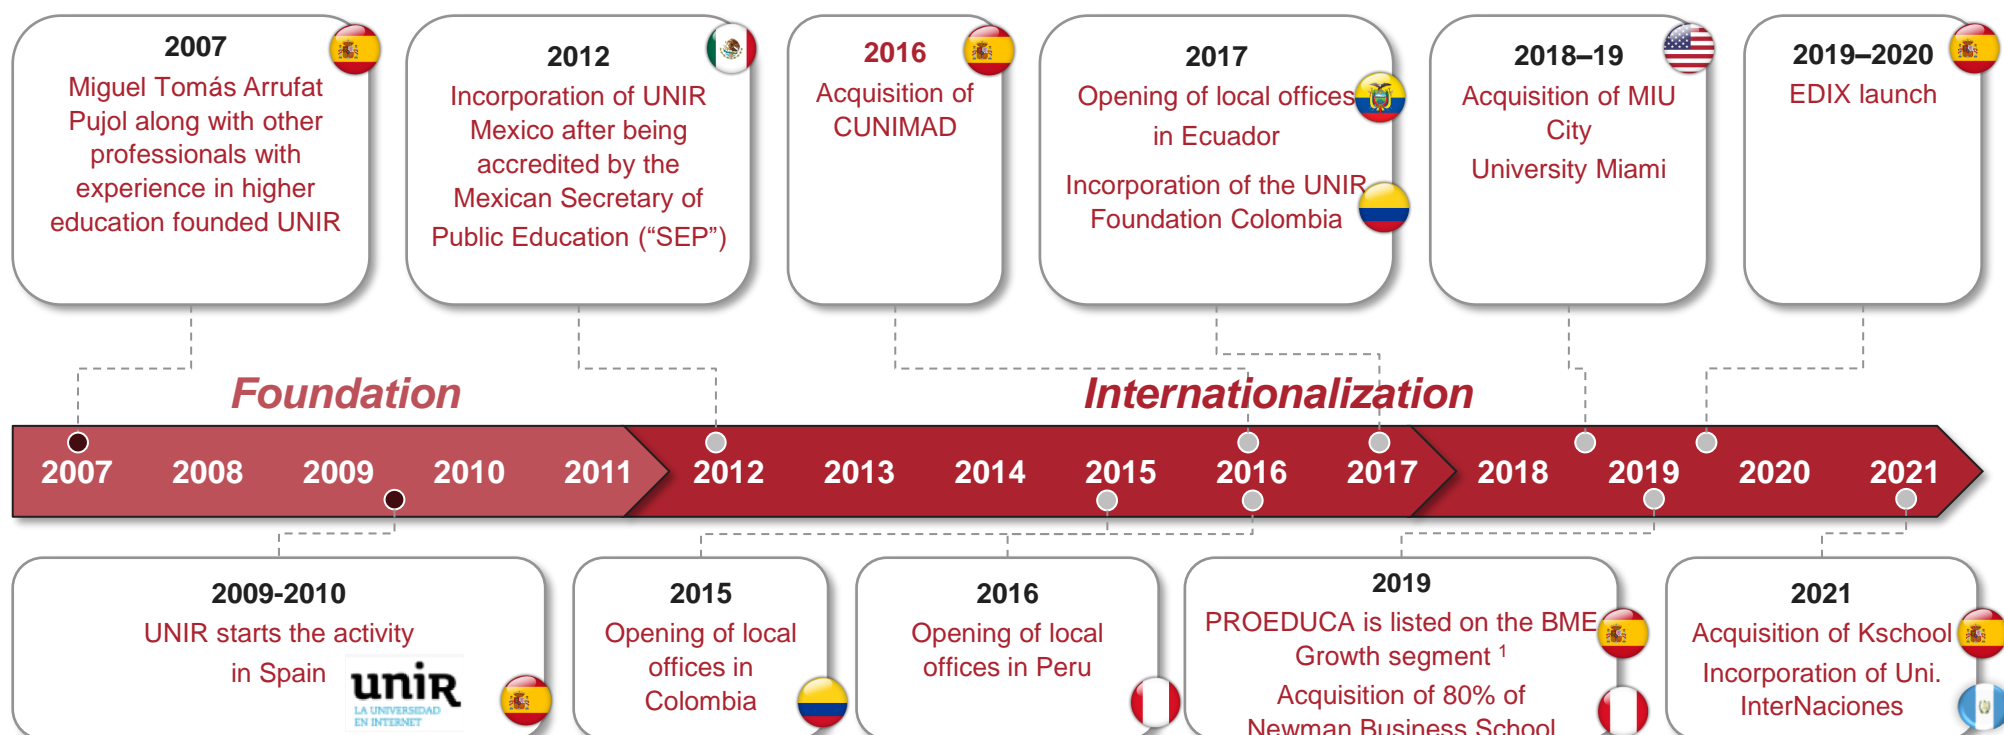 2007
Miguel Tomás Arrufat
Pujol along with other
professionals with
experience in higher
education founded UNIR
2012
Incorporation of UNIR
Mexico after being
accredited by the
Mexican Secretary of
Public Education (“SEP”)
2016
Acquisition of
CUNIMAD
2017
Opening of local offices
in Ecuador
Incorporation of the UNIR
Foundation Colombia
2018–19
Acquisition of MIU
City
University Miami
2019–2020
EDIX launch
Foundation
Internationalization
2007 2008 2009 2010 2011 2012 2013 2014 2015 2016 2017 2018 2019 2020 2021
2009-2010
UNIR starts the activity
in Spain
unir
LA UNIVERSIDAD
EN INTERNET
2015
Opening of local
offices in
Colombia
2016
Opening of local
offices in Peru
2019
PROEDUCA is listed on the BME
Growth segment 1
Acquisition of 80% of
Newman Business School
2021
Acquisition of Kschool
Incorporation of Uni.
InterNaciones